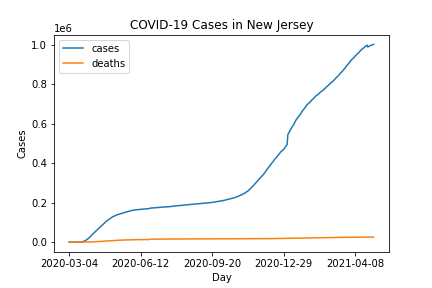 COVID-19 Cases in New Jersey
1e6
cases
deaths
1.0
0.8
0.6
0.4
0.2
0.0
Cases
2020-03-04 2020-06-12 2020-09-20 2020-12-29 2021-04-08
Day